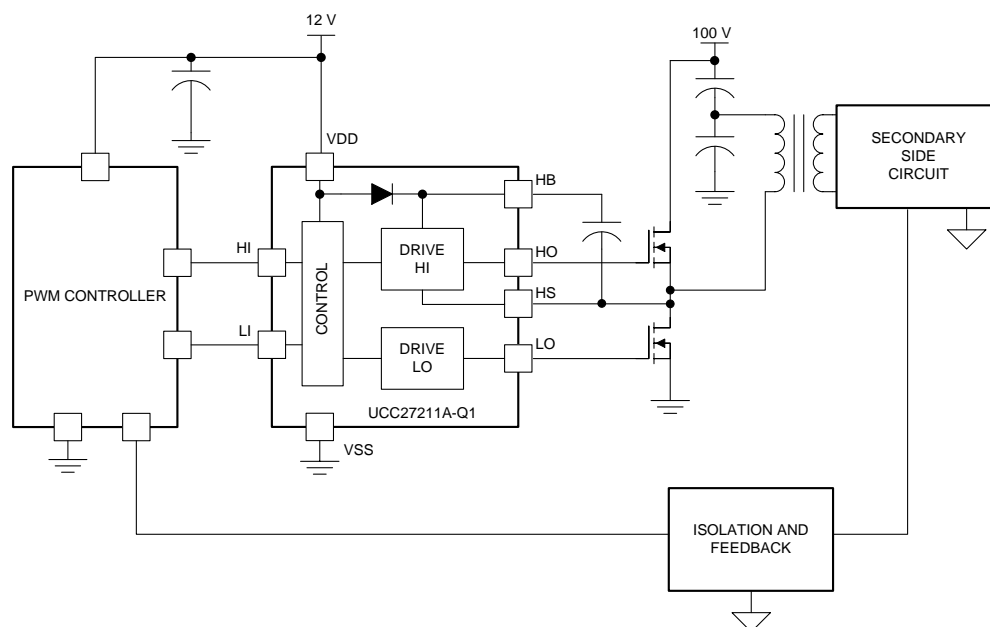 12 V
100 V
VDD
SECONDARY
SIDE
CIRCUIT
HB
HI
DRIVE
HI
HO
PWM CONTROLLER
CONTROL
HS
LI
DRIVE
LO
LO
UCC27211A-Q1
VSS
ISOLATION AND
FEEDBACK